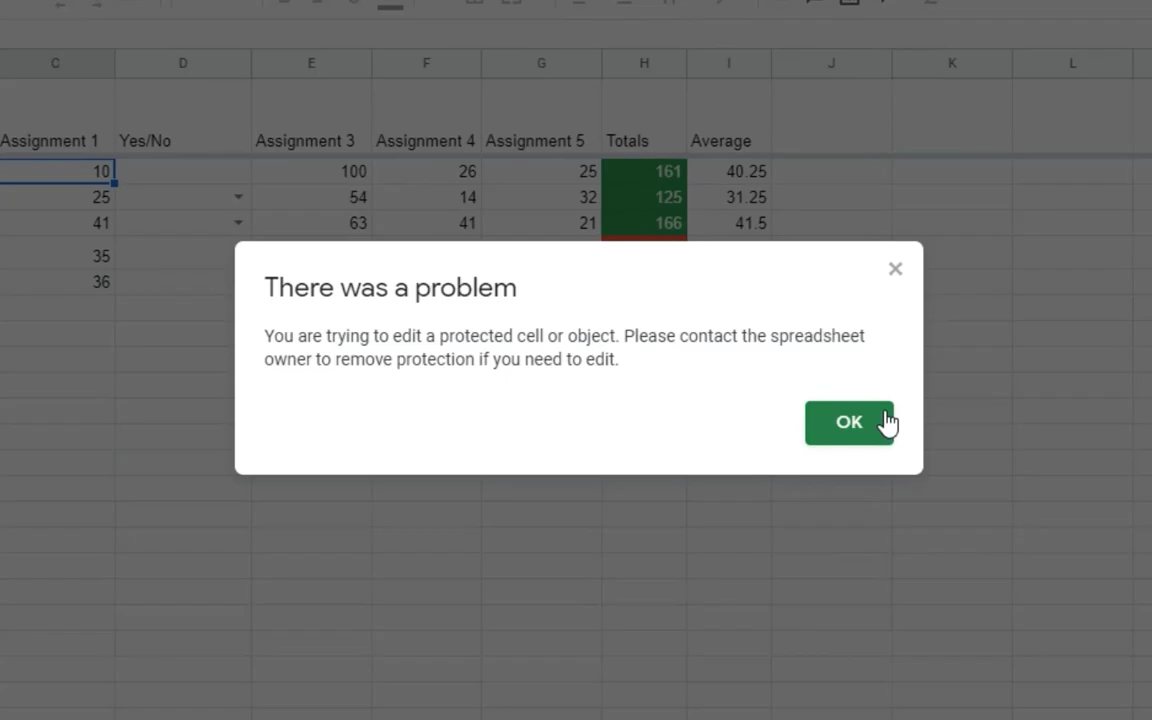 C D E F G H I J K L
Assignment 1 Yes/No Assignment 3 Assignment 4 Assignment 5 Totals Average
10 100 26 25 161 40.25
25 54 14 32 125 31.25
41 63 41 21 166 41.5
35
36
There was a problem
You are trying to edit a protected cell or object. Please contact the spreadsheet
owner to remove protection if you need to edit.
OK